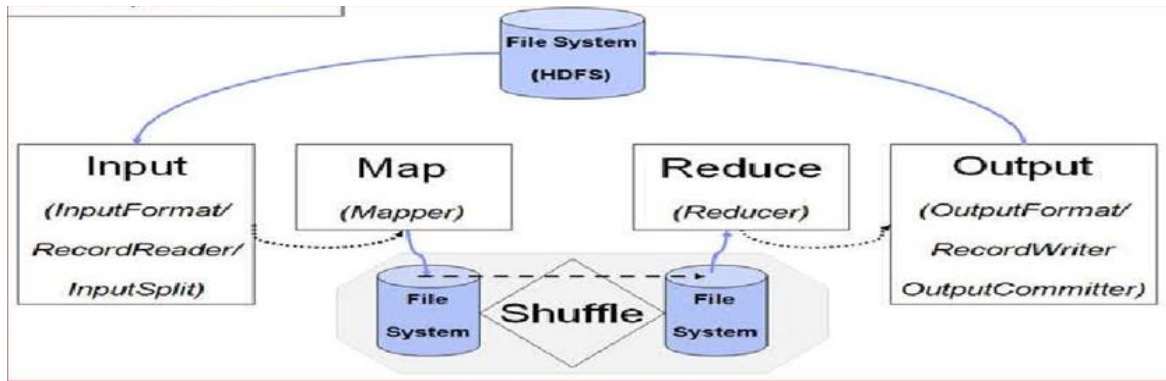 File System
(HDFS)
Input
(InputFormat/
RecordReader/
InputSplit)
Map
(Mapper)
Reduce
(Reducer)
Output
(OutputFormat/
RecordWriter
OutputCommitter)
File
System
Shuffle
File
System